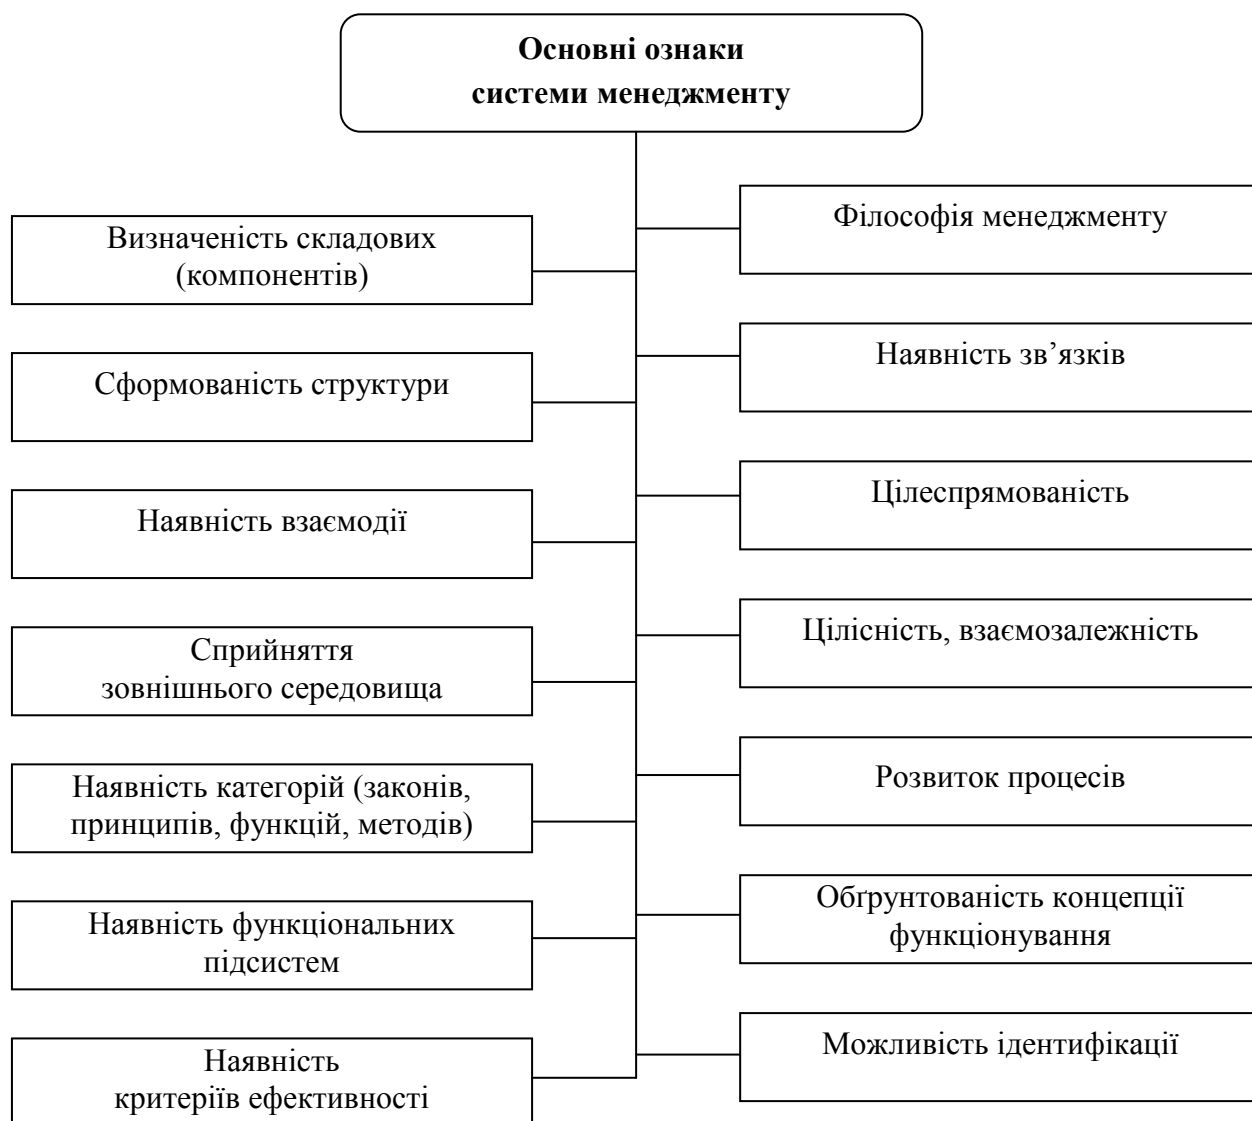 Основні ознаки
системи менеджменту
Визначеність складових
(компонентів)
Сформованість структури
Наявність взаємодії
Сприйняття
зовнішнього середовища
Наявність категорій (законів,
принципів, функцій, методів)
Наявність функціональних
підсистем
Наявність
критеріїв ефективності
Філософія менеджменту
Наявність зв’язків
Цілеспрямованість
Цілісність, взаємозалежність
Розвиток процесів
Обґрунтованість концепції
функціонування
Можливість ідентифікації